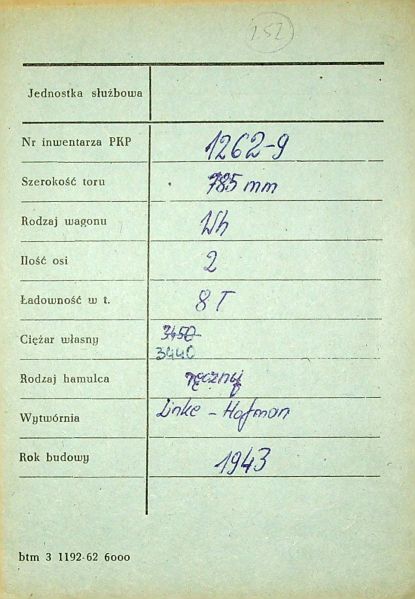 252
Jednostka służbowa
Nr inwentarza PKP 1262-9
Szerokość toru 785 mm
Rodzaj wagonu Wh
Ilość osi 2
Ładowność w t. 8 T
Ciężar własny 3450
3440
Rodzaj hamulca ręczny
Wytwórnia Linke - Hofman
Rok budowy 1943
btm 3 1192-62 6000